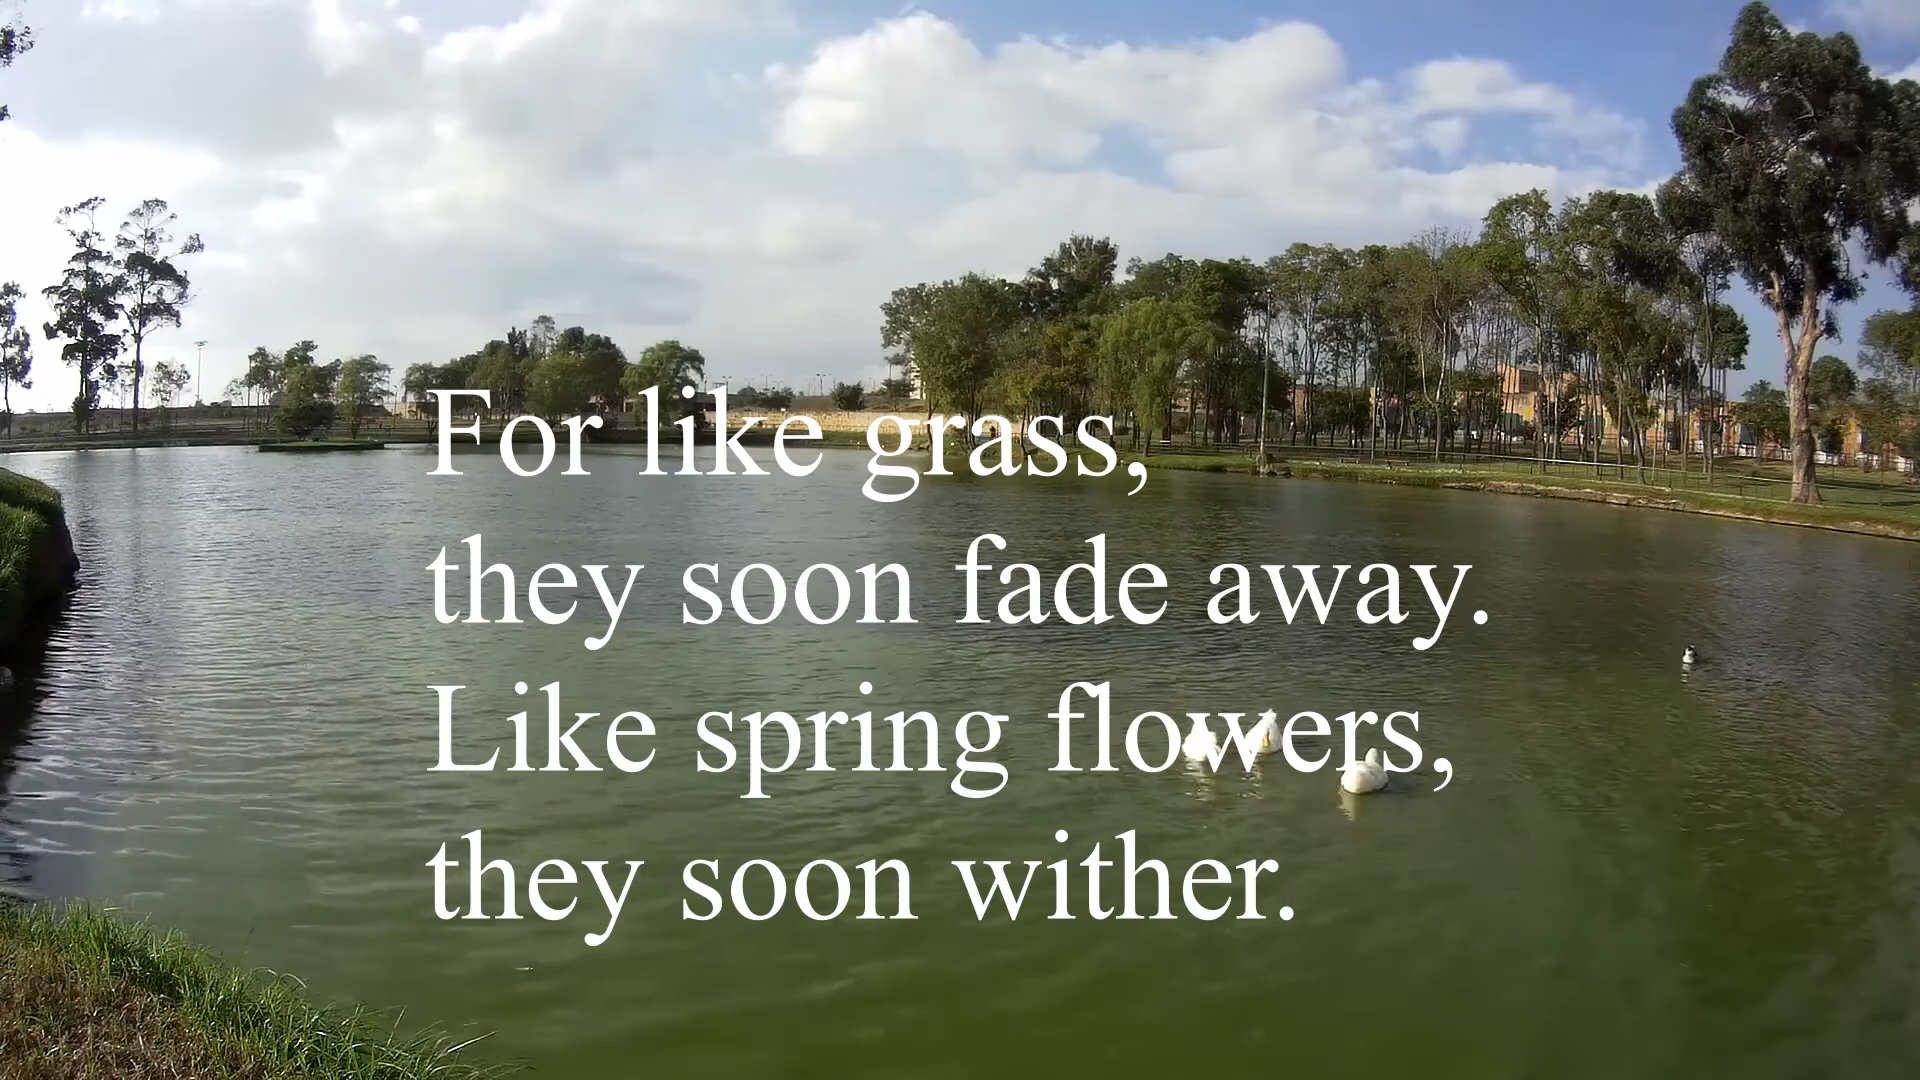 For like grass,
they soon fade away.
Like spring flowers,
they soon wither.